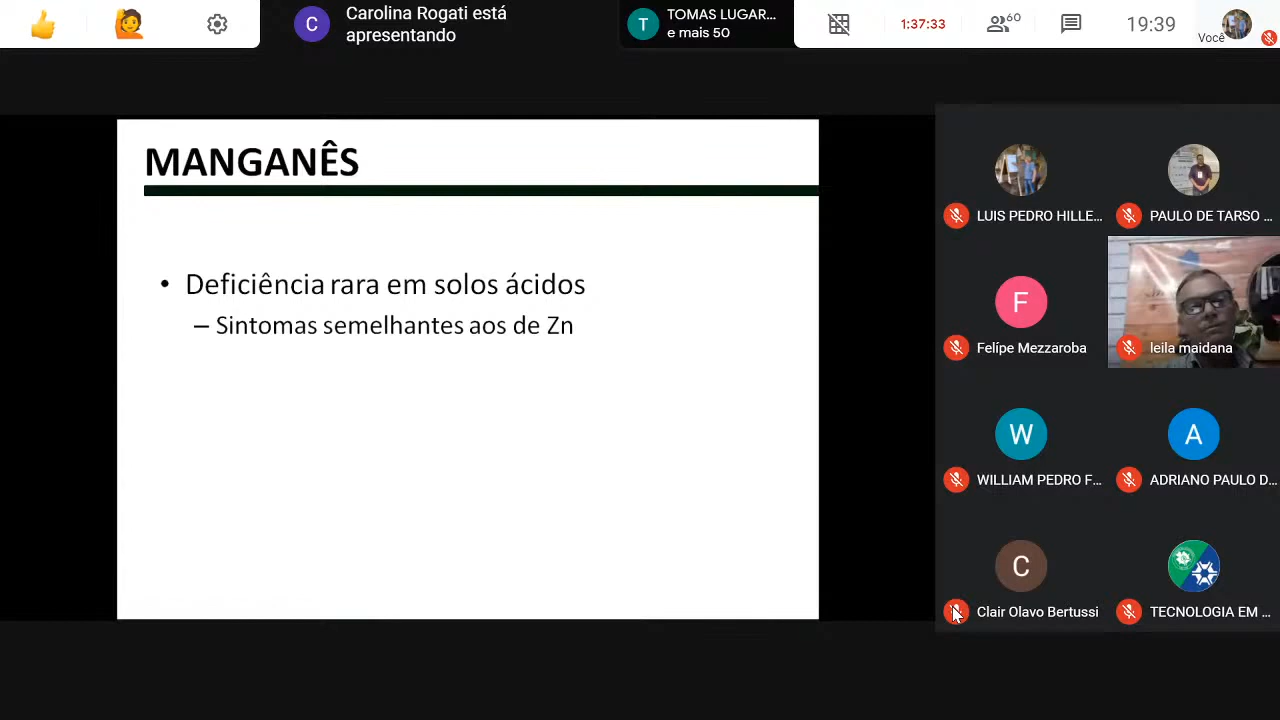 Carolina Rogati está
apresentando
C
T
TOMAS LUGAR...
e mais 50
1:37:33
60
19:39
Você
MANGANÊS
• Deficiência rara em solos ácidos
– Sintomas semelhantes aos de Zn
LUIS PEDRO HILLE...
PAULO DE TARSO ...
F
Felípe Mezzaroba
leila maidana
W
WILLIAM PEDRO F...
A
ADRIANO PAULO D...
C
Clair Olavo Bertussi
TECNOLOGIA EM ...